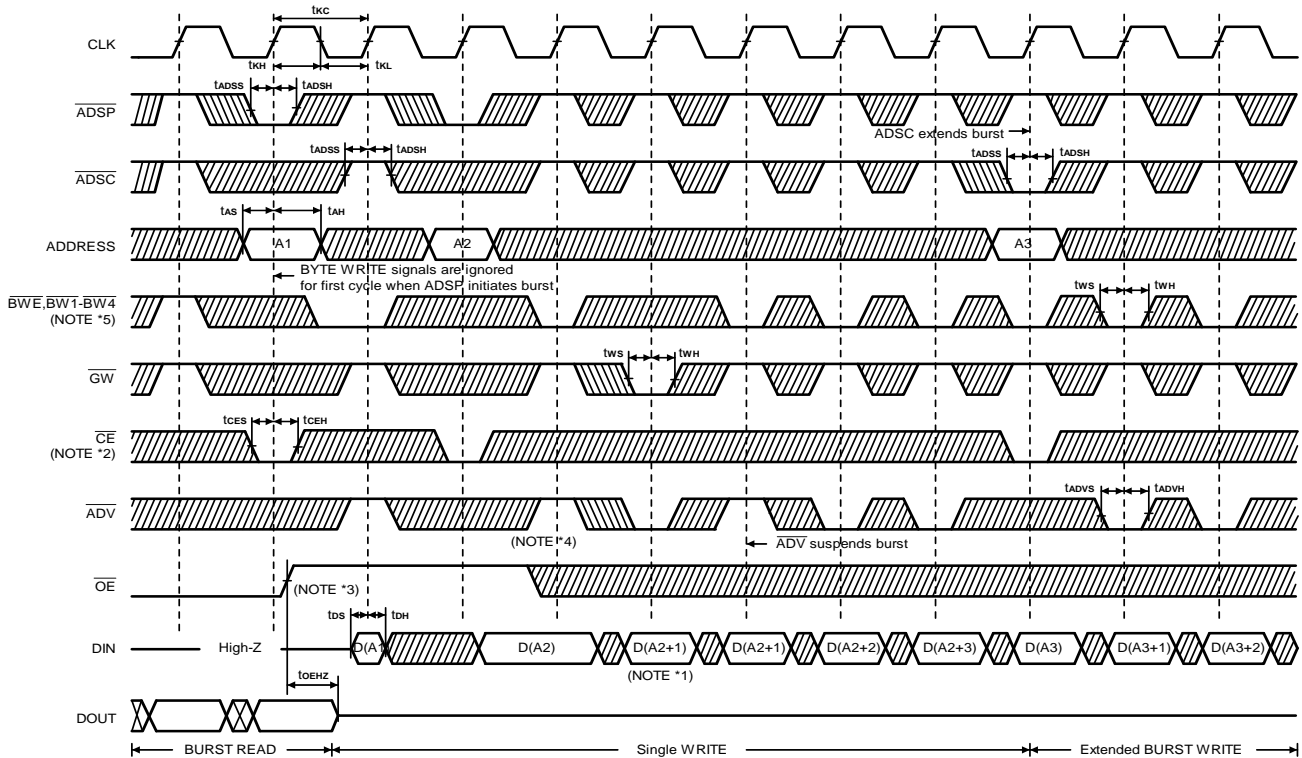 tKC
CLK
tKH
tKL
tADSS
tADSH
ADSP
ADSC extends burst
tADSS
tADSH
tADSS
tADSH
ADSC
tAS
tAH
ADDRESS
A1
A2
A3
BYTE WRITE signals are ignored
for first cycle when ADSP initiates burst
BWE,BW1-BW4
(NOTE *5)
tWS
tWH
tWS
tWH
GW
tCES
tCEH
CE
(NOTE *2)
tADVS
tADVH
ADV
(NOTE *4)
ADV suspends burst
OE
(NOTE *3)
tDS
tDH
DIN
High-Z
D(A1
D(A2)
D(A2+1)
D(A2+1)
D(A2+2)
D(A2+3)
D(A3)
D(A3+1)
D(A3+2)
(NOTE *1)
tOEHZ
DOUT
BURST READ
Single WRITE
Extended BURST WRITE